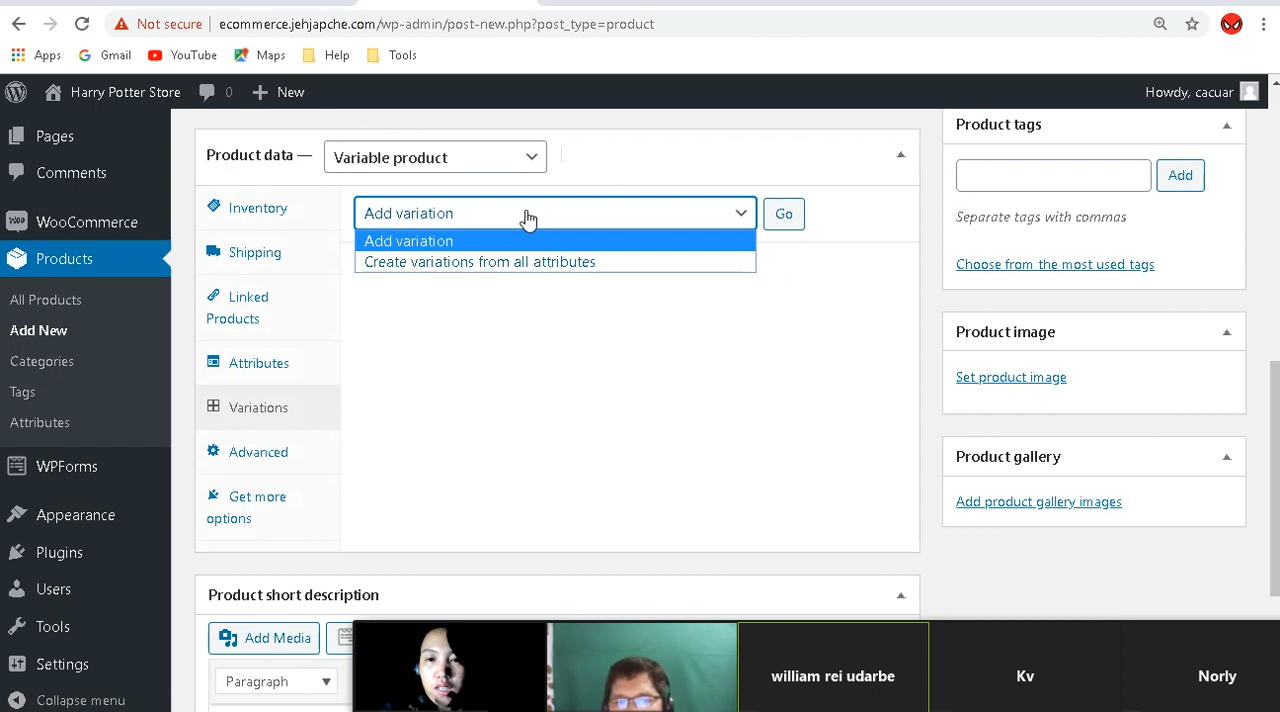 Not secure ecommerce.jehjapche.com/wp-admin/post-new.php?post_type=product
Apps Gmail YouTube Maps Help Tools
Harry Potter Store 0 New Howdy, cacuar
Pages
Comments
WooCommerce
Products
All Products
Add New
Categories
Tags
Attributes
WPForms
Appearance
Plugins
Users
Tools
Settings
Collapse menu
Product data — Variable product
Inventory
Shipping
Linked
Products
Attributes
Variations
Advanced
Get more
options
Add variation Go
Add variation
Create variations from all attributes
Product short description
Add Media
Paragraph
Product tags
Add
Separate tags with commas
Choose from the most used tags
Product image
Set product image
Product gallery
Add product gallery images
william rei udarbe Kv Norly